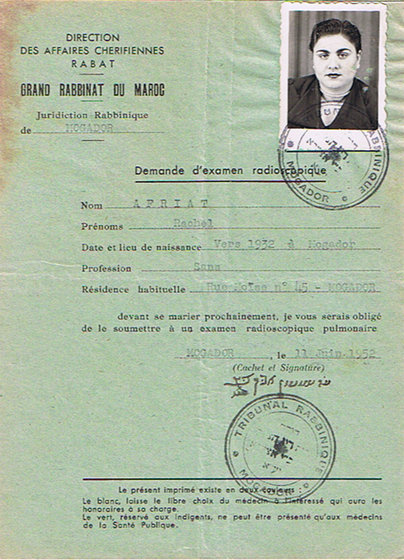 DIRECTION
DES AFFAIRES CHERIFIENNES
RABAT
GRAND RABBINAT DU MAROC
Juridiction Rabbinique
de MOGADOR
Demande d'examen radioscopique
Nom AFRIAT
Prénoms Rachel
Date et lieu de naissance Vers 1932 à Mogador
Profession Sans
Résidence habituelle Rue Moïse n° 45 - MOGADOR
devant se marier prochainement, je vous serais obligé
de le soumettre à un examen radioscopique pulmonaire
MOGADOR, le 11 Juin 1952
(Cachet et Signature)
TRIBUNAL RABBINIQUE
MOGADOR
RABBINIQUE
MOGADOR
Le présent imprimé existe en deux couleurs :
Le blanc, laisse le libre choix du médecin à l'intéressé qui aura les
honoraires à sa charge.
Le vert, réservé aux indigents, ne peut être présenté qu'aux médecins
de la Santé Publique.